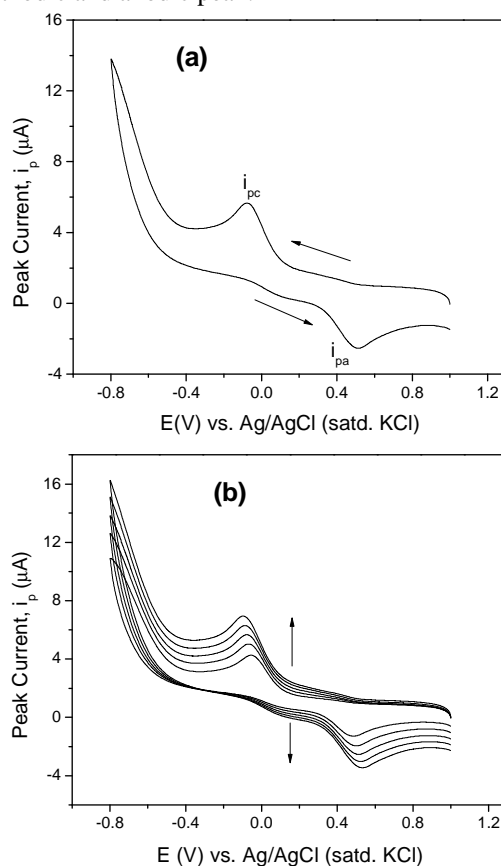 (a)
16
12
8
4
0
-4
Peak Current, i_p (μA)
i_pc
i_pa
-0.8 -0.4 0.0 0.4 0.8 1.2
E(V) vs. Ag/AgCl (satd. KCl)
(b)
16
12
8
4
0
-4
Peak Current, i_p (μA)
-0.8 -0.4 0.0 0.4 0.8 1.2
E (V) vs. Ag/AgCl (satd. KCl)